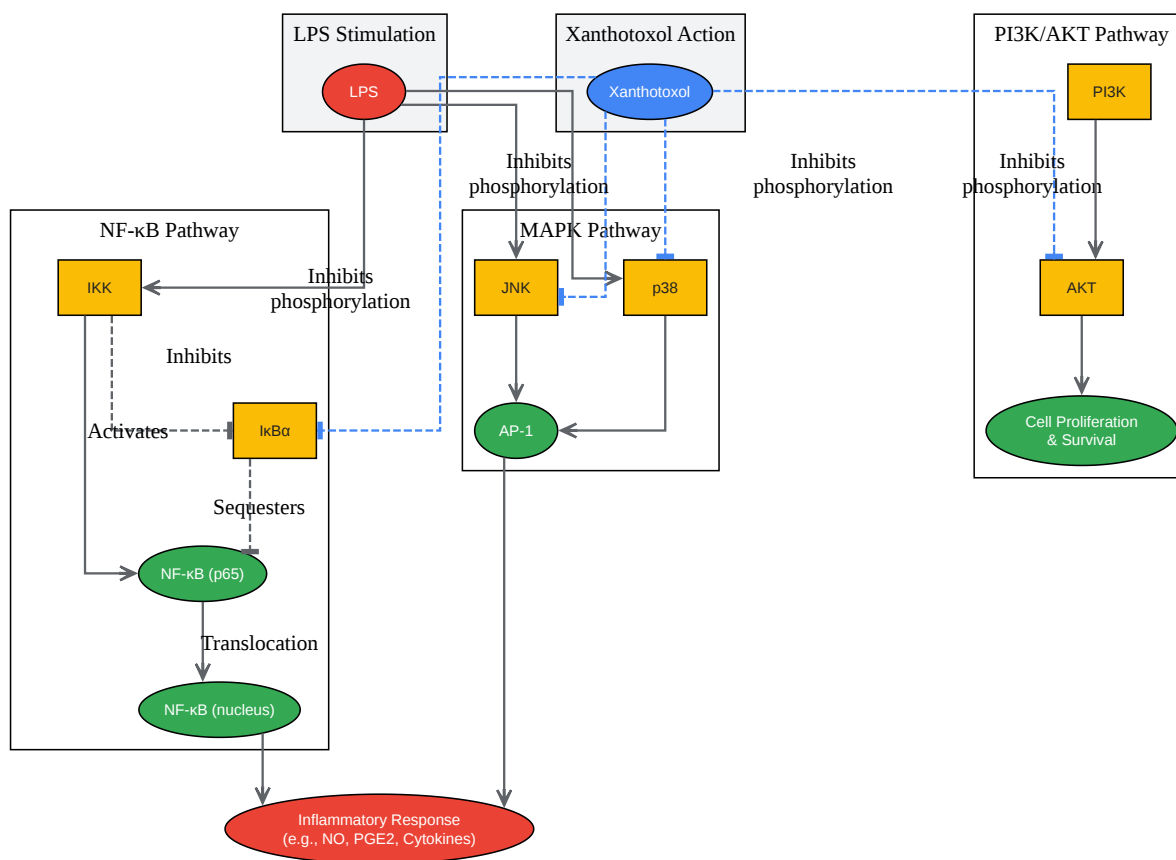 LPS Stimulation
Xanthotoxol Action
PI3K/AKT Pathway
LPS
Xanthotoxol
PI3K
Inhibits
phosphorylation
Inhibits
phosphorylation
Inhibits
phosphorylation
NF-κB Pathway
MAPK Pathway
IKK
Inhibits
phosphorylation
JNK
p38
AKT
Inhibits
Activates
IκBα
AP-1
Cell Proliferation
& Survival
Sequesters
NF-κB (p65)
Translocation
NF-κB (nucleus)
Inflammatory Response
(e.g., NO, PGE2, Cytokines)